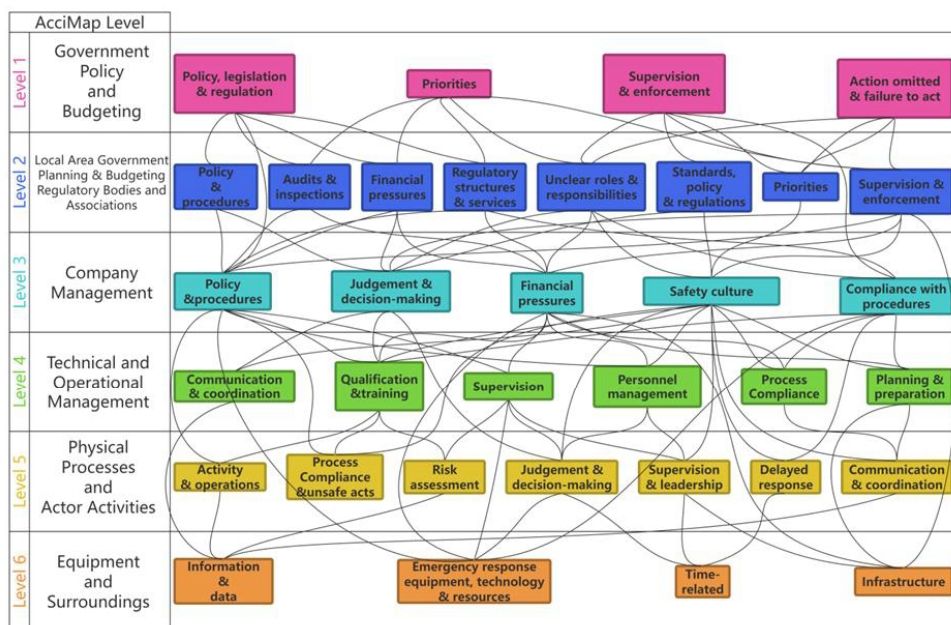 AcciMap Level
Level 1
Government
Policy
and
Budgeting
Policy, legislation
& regulation
Priorities
Supervision
& enforcement
Action omitted
& failure to act
Level 2
Local Area Government
Planning & Budgeting
Regulatory Bodies and
Associations
Policy
&
procedures
Audits &
inspections
Financial
pressures
Regulatory
structures
& services
Unclear roles &
responsibilities
Standards,
policy
& regulations
Priorities
Supervision &
enforcement
Level 3
Company
Management
Policy
&procedures
Judgement &
decision-making
Financial
pressures
Safety culture
Compliance with
procedures
Level 4
Technical and
Operational
Management
Communication
& coordination
Qualification
&training
Supervision
Personnel
management
Process
Compliance
Planning &
preparation
Level 5
Physical
Processes
and
Actor Activities
Activity
& operations
Process
Compliance
&unsafe acts
Risk
assessment
Judgement &
decision-making
Supervision
& leadership
Delayed
response
Communication
& coordination
Level 6
Equipment
and
Surroundings
Information
&
data
Emergency response
equipment, technology
& resources
Time-
related
Infrastructure